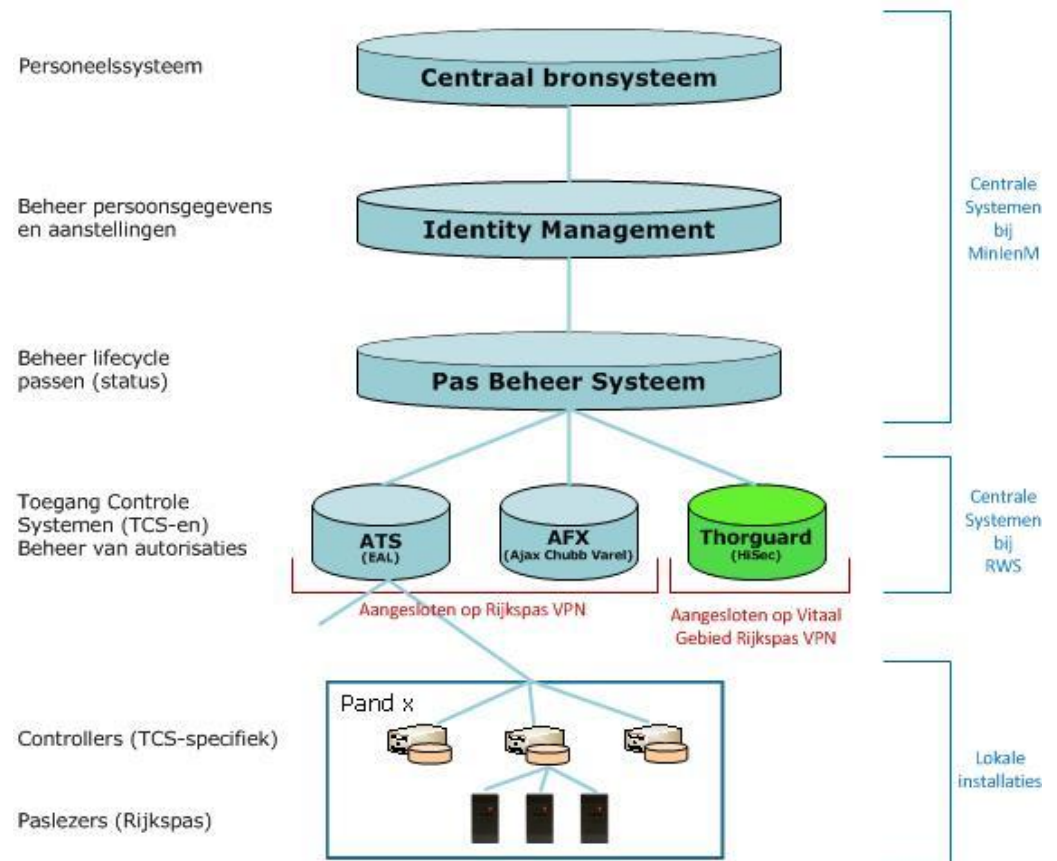 Personeelssysteem
Centraal bronsysteem
Beheer persoonsgegevens
en aanstellingen
Identity Management
Centrale
Systemen
bij
MinIenM
Beheer lifecycle
passen (status)
Pas Beheer Systeem
Toegang Controle
Systemen (TCS-en)
Beheer van autorisaties
ATS
(EAL)
AFX
(Ajax Chubb Varel)
Thorguard
(HiSec)
Centrale
Systemen
bij
RWS
Aangesloten op Rijkspas VPN
Aangesloten op Vitaal
Gebied Rijkspas VPN
Pand x
Controllers (TCS-specifiek)
Paslezers (Rijkspas)
Lokale
installaties